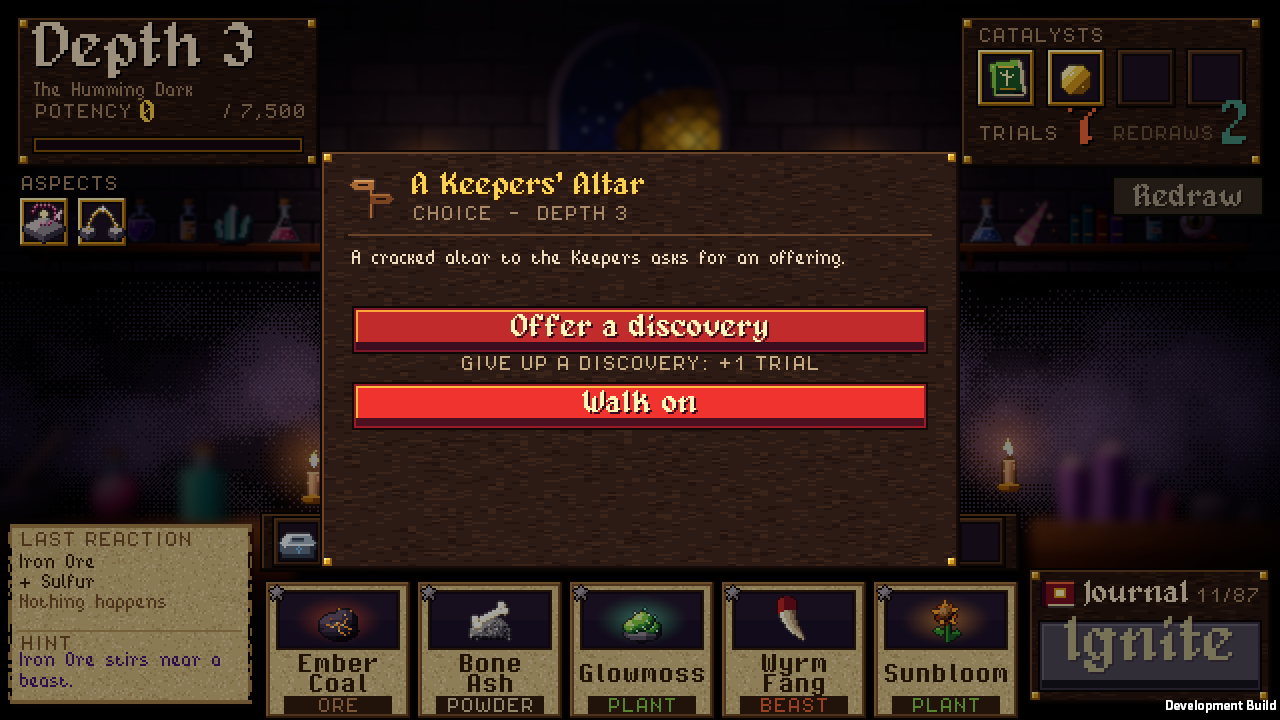 Depth 3
The Humming Dark
POTENCY 0 / 7,500
ASPECTS
CATALYSTS
TRIALS 7 REDRAWS 2
Redraw
A Keepers' Altar
CHOICE - DEPTH 3
A cracked altar to the Keepers asks for an offering.
Offer a discovery
GIVE UP A DISCOVERY: +1 TRIAL
Walk on
LAST REACTION
Iron Ore
+ Sulfur
Nothing happens
HINT
Iron Ore stirs near a
beast.
Ember
Coal
ORE
Bone
Ash
POWDER
Glowmoss
PLANT
Wyrm
Fang
BEAST
Sunbloom
PLANT
Journal 11/87
Ignite
Development Build